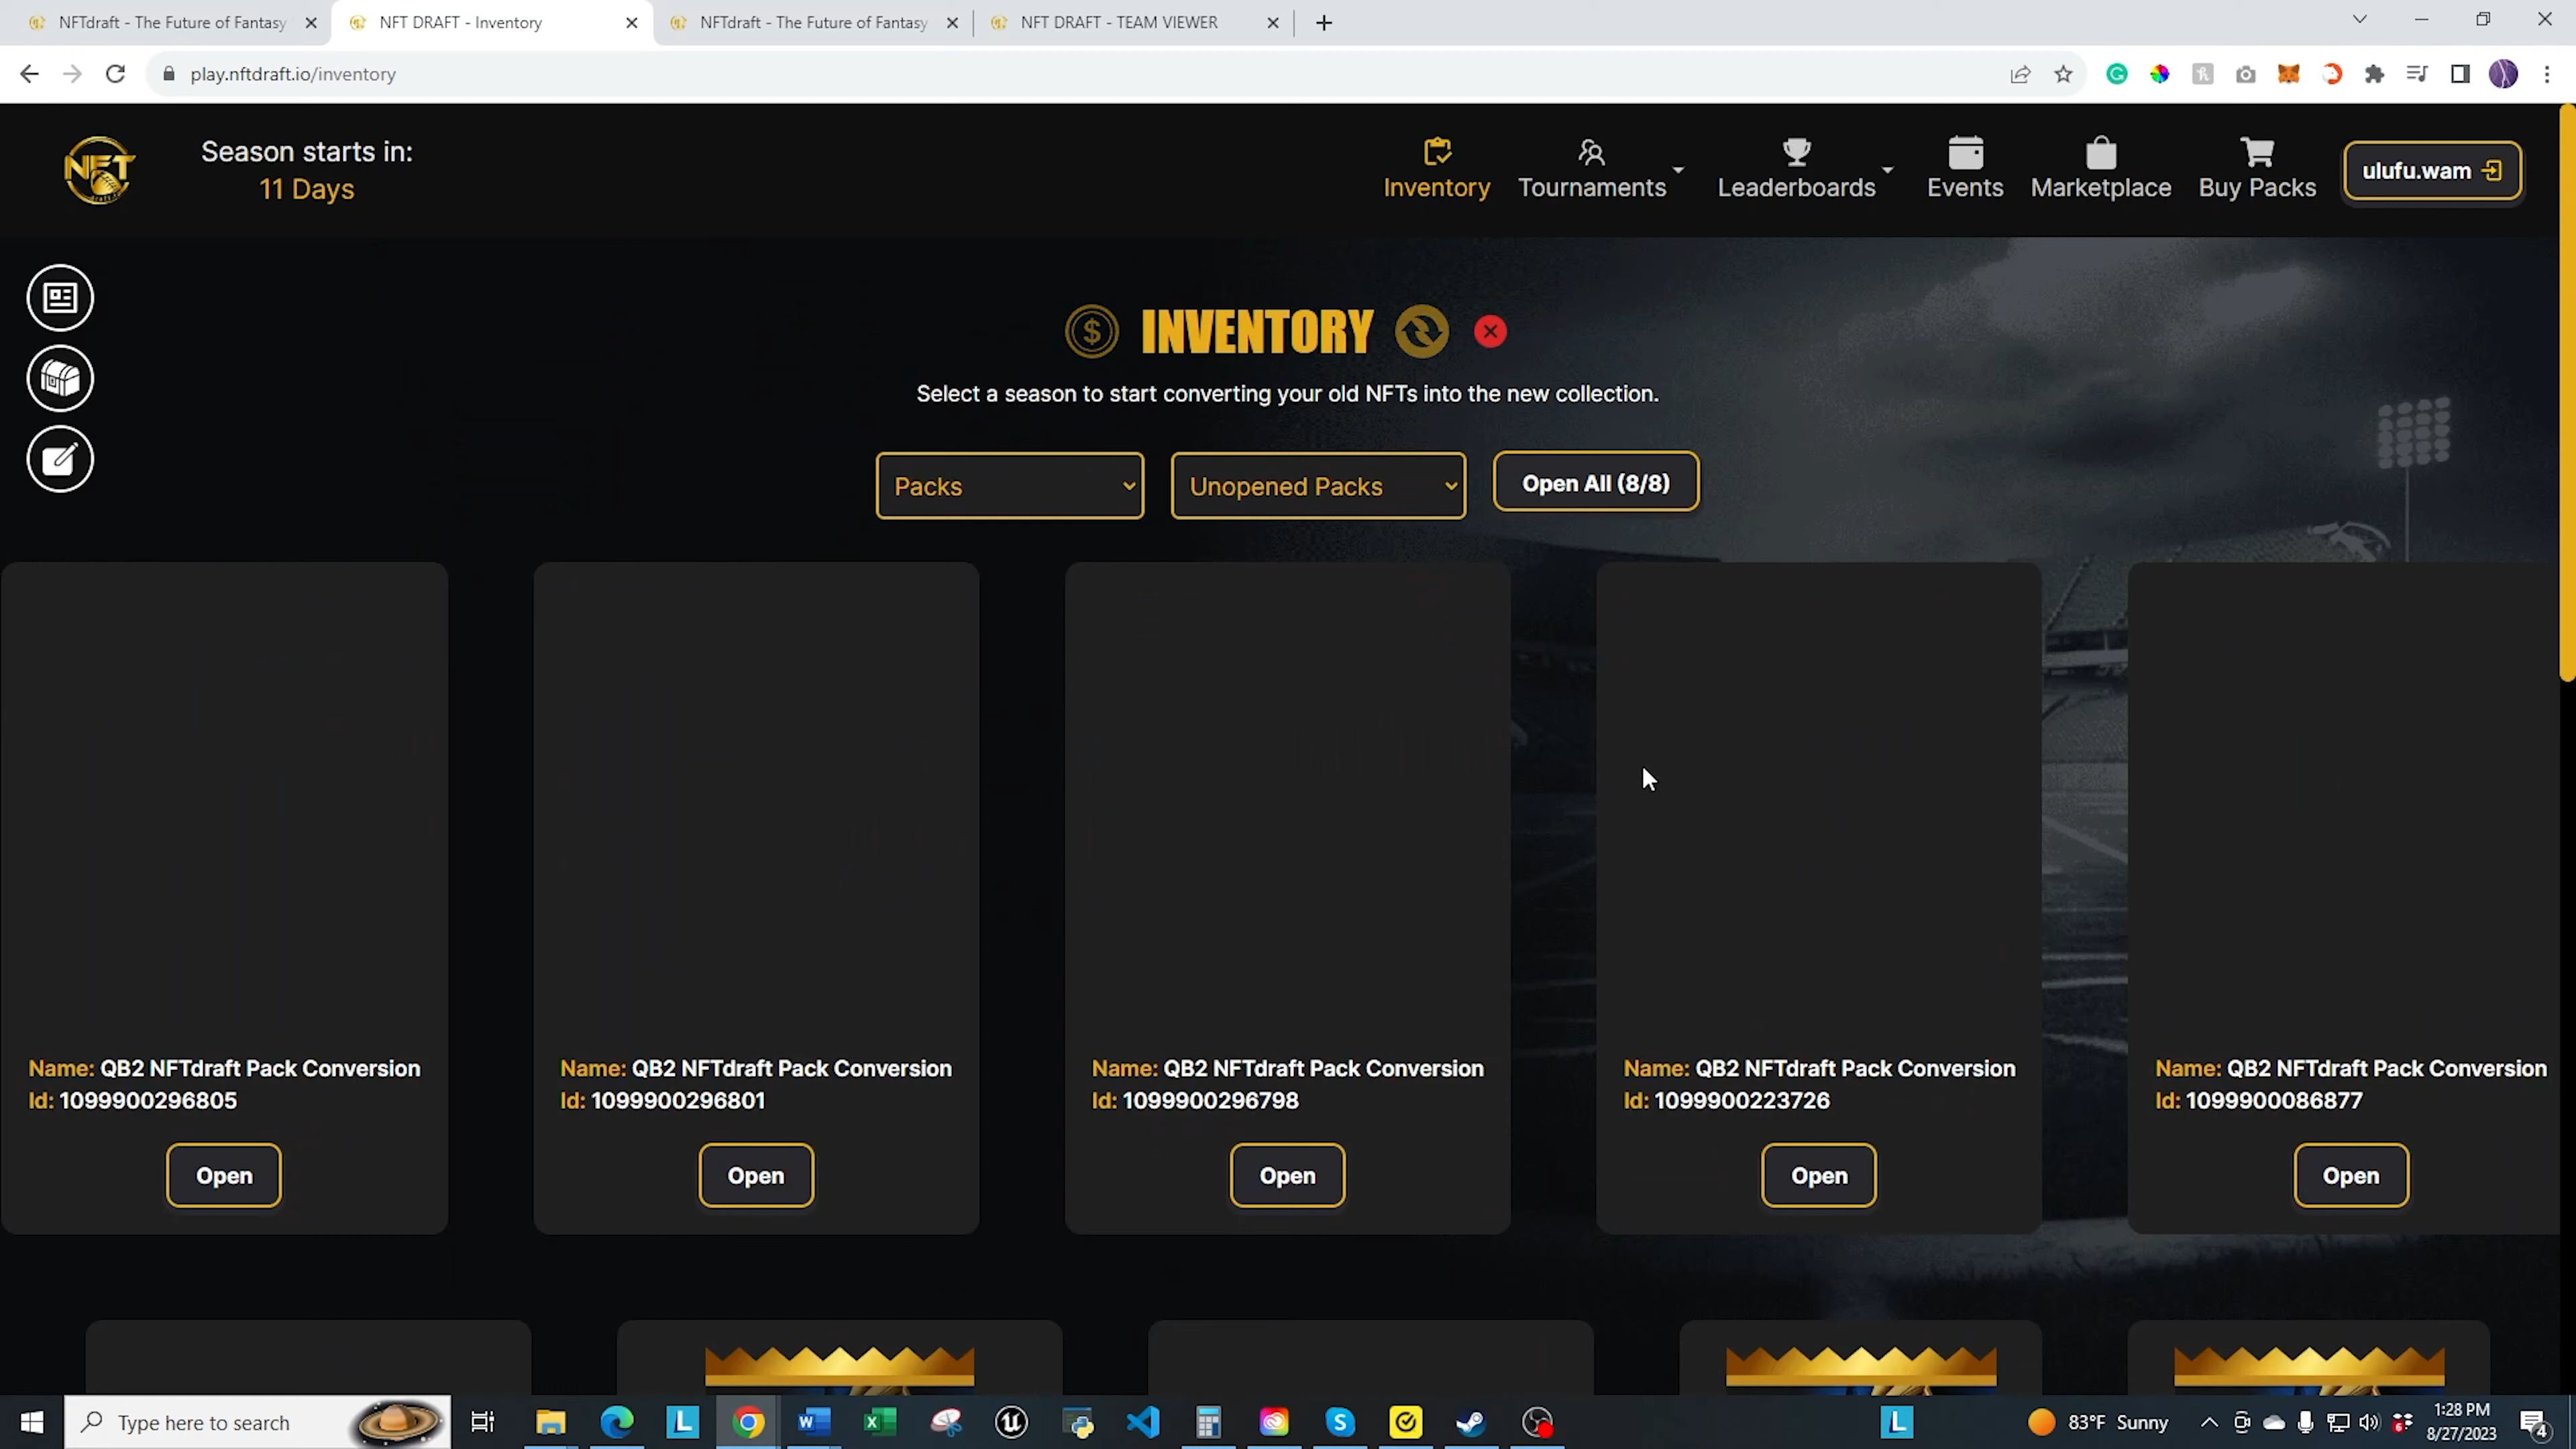 NFTdraft - The Future of Fantasy
NFT DRAFT - Inventory
NFTdraft - The Future of Fantasy
NFT DRAFT - TEAM VIEWER
play.nftdraft.io/inventory
NFT
Season starts in:
11 Days
Inventory
Tournaments
Leaderboards
Events
Marketplace
Buy Packs
ulufu.wam
INVENTORY
Select a season to start converting your old NFTs into the new collection.
Packs
Unopened Packs
Open All (8/8)
Name: QB2 NFTdraft Pack Conversion
Id: 1099900296805
Open
Name: QB2 NFTdraft Pack Conversion
Id: 1099900296801
Open
Name: QB2 NFTdraft Pack Conversion
Id: 1099900296798
Open
Name: QB2 NFTdraft Pack Conversion
Id: 1099900223726
Open
Name: QB2 NFTdraft Pack Conversion
Id: 1099900086877
Open
Type here to search
83°F Sunny
1:28 PM
8/27/2023
4